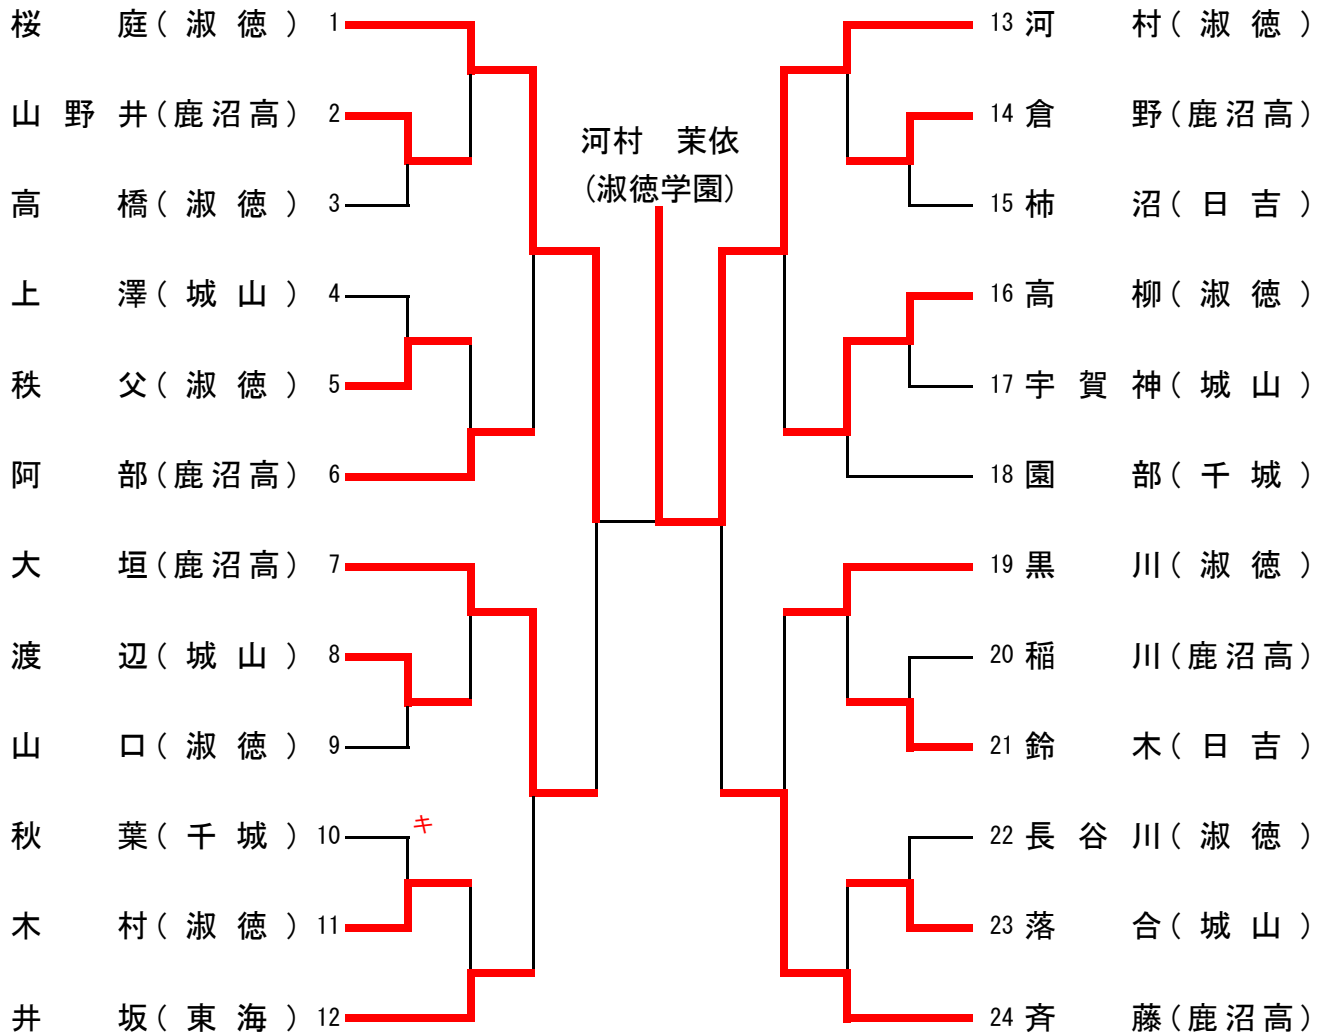 桜庭(淑徳) 1
山野井(鹿沼高) 2
高橋(淑徳) 3
上澤(城山) 4
秩父(淑徳) 5
阿部(鹿沼高) 6
大垣(鹿沼高) 7
渡辺(城山) 8
山口(淑徳) 9
秋葉(千城) 10 キ
木村(淑徳) 11
井坂(東海) 12
河村 茉依
(淑徳学園)
13 河村(淑徳)
14 倉野(鹿沼高)
15 柿沼(日吉)
16 高柳(淑徳)
17 宇賀神(城山)
18 園部(千城)
19 黒川(淑徳)
20 稲川(鹿沼高)
21 鈴木(日吉)
22 長谷川(淑徳)
23 落合(城山)
24 斉藤(鹿沼高)